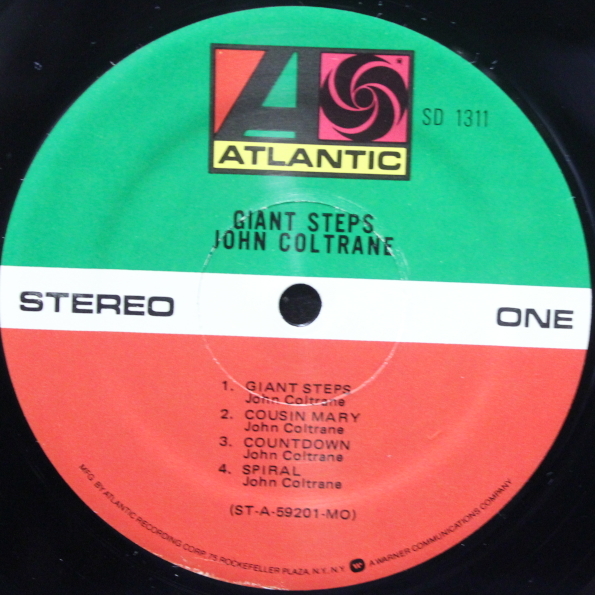 ATLANTIC
SD 1311
GIANT STEPS
JOHN COLTRANE
STEREO
ONE
1. GIANT STEPS
John Coltrane
2. COUSIN MARY
John Coltrane
3. COUNTDOWN
John Coltrane
4. SPIRAL
John Coltrane
(ST-A-59201-MO)
MFG. BY ATLANTIC RECORDING CORP., 75 ROCKEFELLER PLAZA, N.Y., N.Y. A WARNER COMMUNICATIONS COMPANY